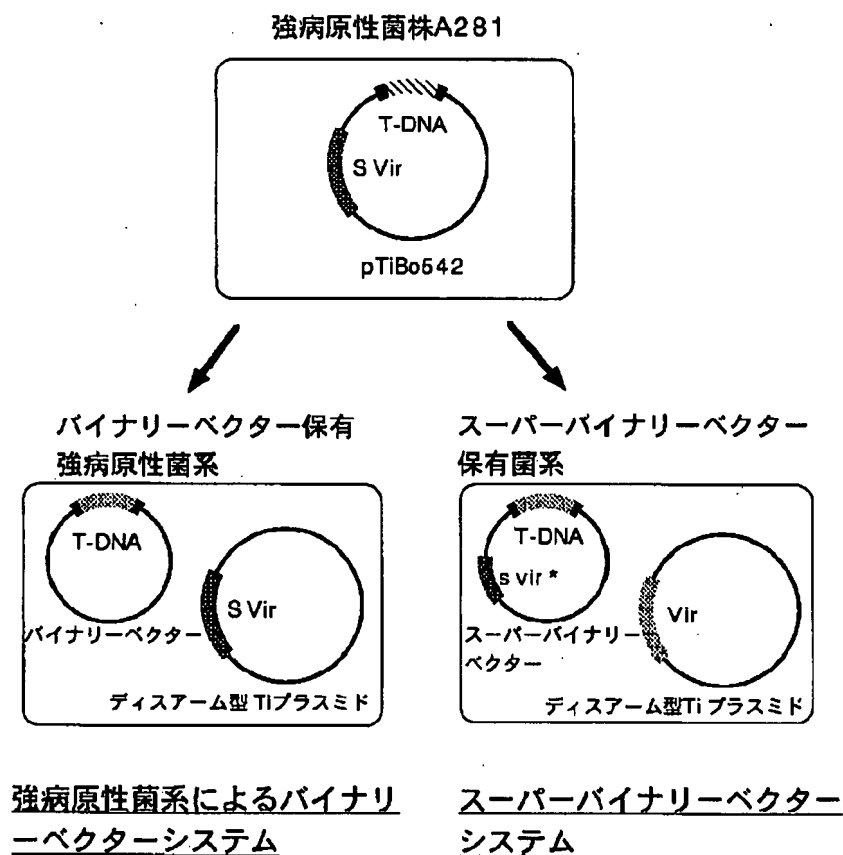 強病原性菌株A281
T-DNA
S Vir
pTiBo542
バイナリーベクター保有
強病原性菌系
T-DNA
S Vir
バイナリーベクター
ディスアーム型 Tiプラスミド
スーパーバイナリーベクター
保有菌系
T-DNA
s vir *
Vir
スーパーバイナリー
ベクター
ディスアーム型Ti プラスミド
強病原性菌系によるバイナリ
ーベクターシステム
スーパーバイナリーベクター
システム